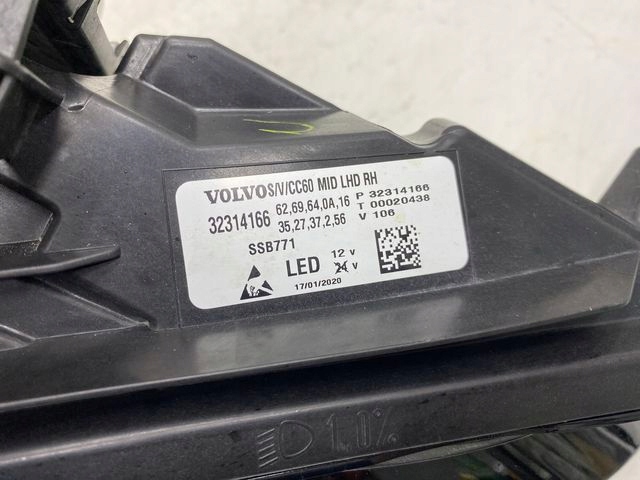 VOLVO S/V/CC60 MID LHD RH
32314166 62,69,64,0A,16 P 32314166
35,27,37,2,56 T 00020438
V 106
SSB771
LED 12 v
24 v
17/01/2020
1.0%